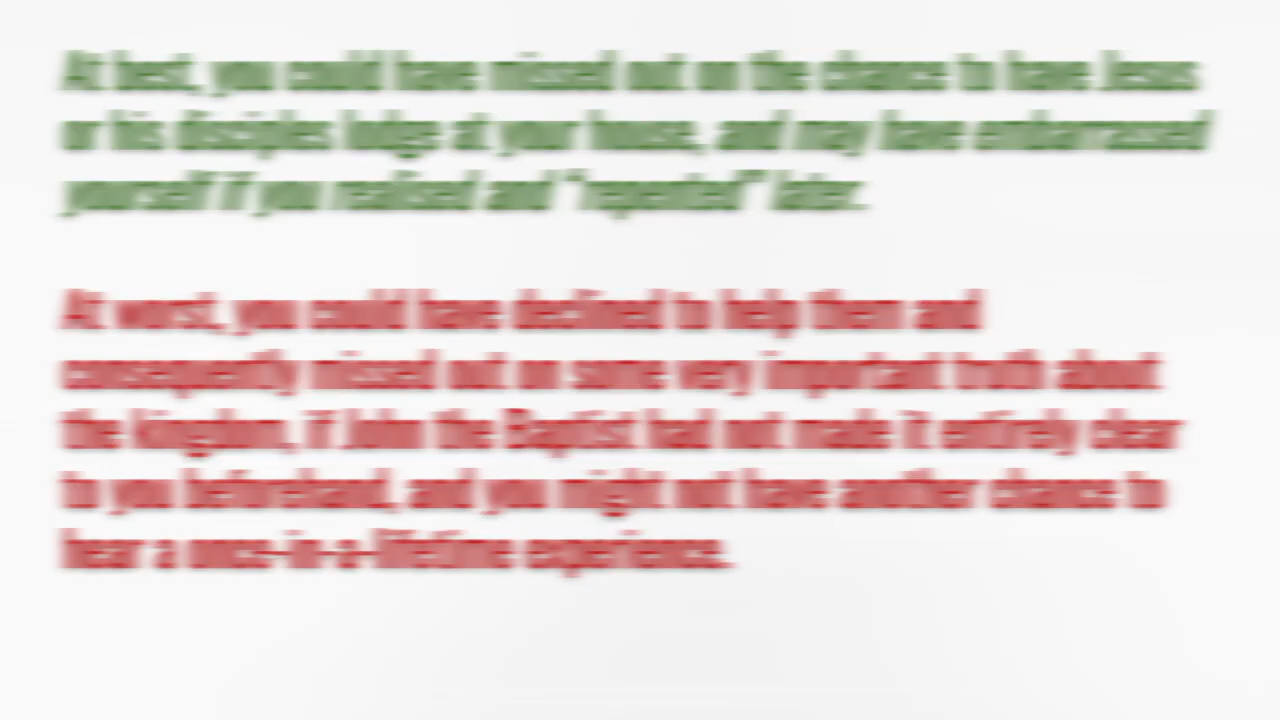 At best, you could have missed out on the chance to have Jesus
or his disciples lodge at your house, and may have embarrassed
yourself if you realised and "repented" later.
At worst, you could have declined to help them and
consequently missed out on some very important truth about
the kingdom, if John the Baptist had not made it entirely clear
to you beforehand, and you might not have another chance to
hear a once-in-a-lifetime experience.